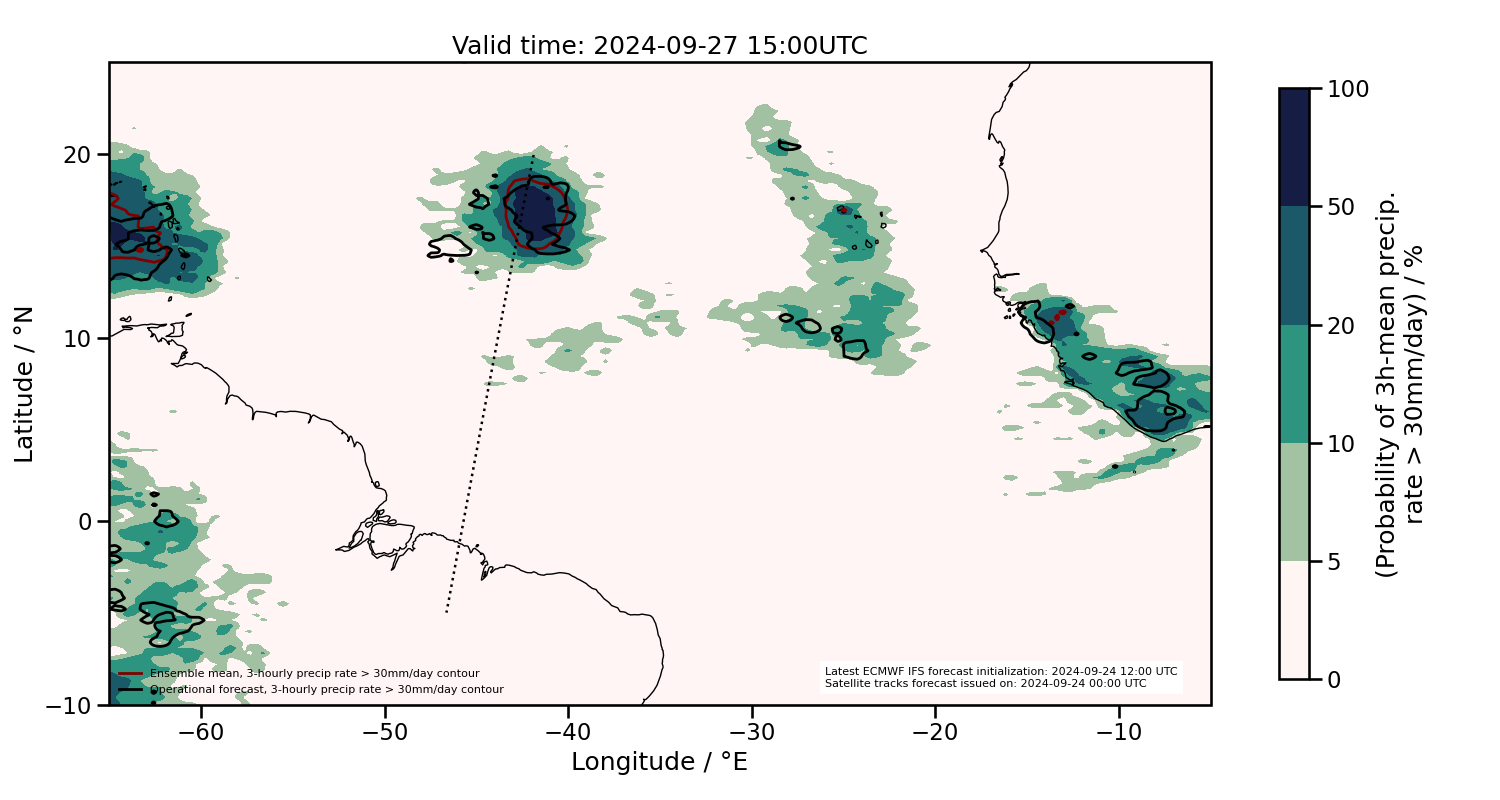 Valid time: 2024-09-27 15:00UTC
20
10
0
−10
Latitude / °N
−60
−50
−40
−30
−20
−10
Longitude / °E
Ensemble mean, 3-hourly precip rate > 30mm/day contour
Operational forecast, 3-hourly precip rate > 30mm/day contour
Latest ECMWF IFS forecast initialization: 2024-09-24 12:00 UTC
Satellite tracks forecast issued on: 2024-09-24 00:00 UTC
100
50
20
10
5
0
(Probability of 3h-mean precip.
rate > 30mm/day) / %